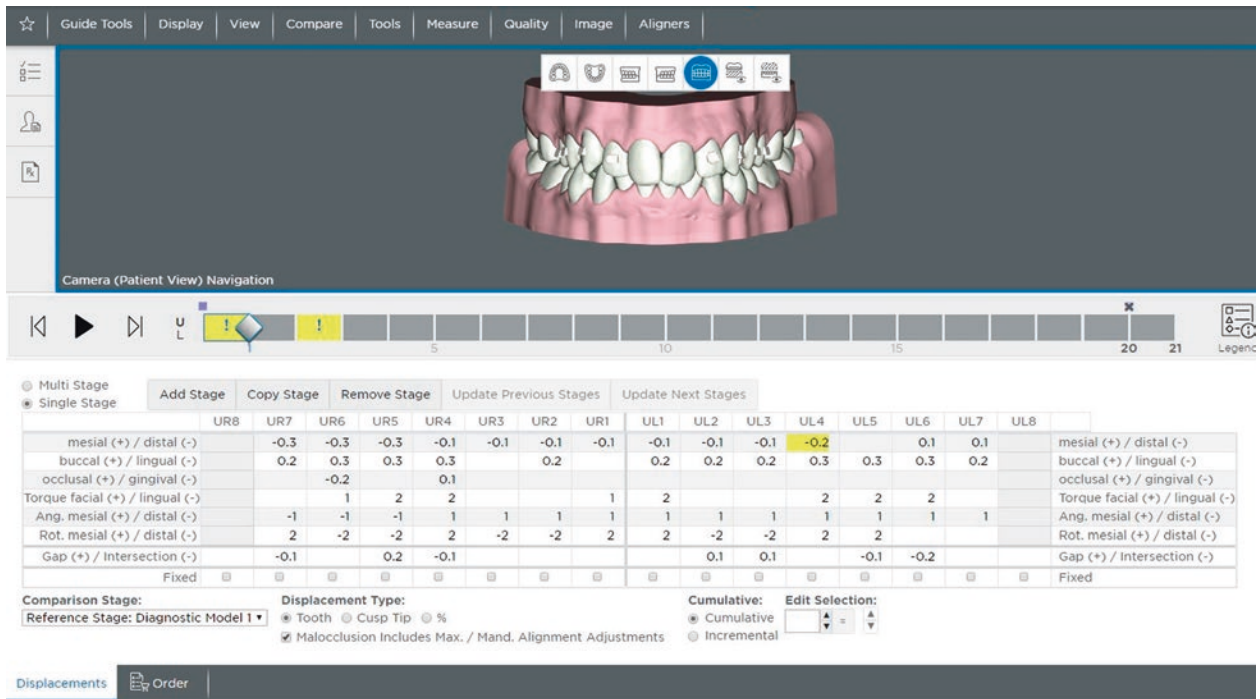 Guide Tools Display View Compare Tools Measure Quality Image Aligners
Rx
Camera (Patient View) Navigation
U
L
! !
1 5 10 15 20 21 Legend
Multi Stage
Single Stage
Add Stage Copy Stage Remove Stage Update Previous Stages Update Next Stages
UR8 UR7 UR6 UR5 UR4 UR3 UR2 UR1 UL1 UL2 UL3 UL4 UL5 UL6 UL7 UL8
mesial (+) / distal (-) -0.3 -0.3 -0.3 -0.1 -0.1 -0.1 -0.1 -0.1 -0.1 -0.1 -0.2 0.1 0.1 mesial (+) / distal (-)
buccal (+) / lingual (-) 0.2 0.3 0.3 0.3 0.2 0.2 0.2 0.2 0.3 0.3 0.3 0.2 buccal (+) / lingual (-)
occlusal (+) / gingival (-) -0.2 0.1 occlusal (+) / gingival (-)
Torque facial (+) / lingual (-) 1 2 2 1 2 2 2 2 Torque facial (+) / lingual (-)
Ang. mesial (+) / distal (-) -1 -1 -1 1 1 1 1 1 1 1 1 1 1 1 Ang. mesial (+) / distal (-)
Rot. mesial (+) / distal (-) 2 -2 -2 2 -2 -2 2 2 -2 -2 2 2 Rot. mesial (+) / distal (-)
Gap (+) / Intersection (-) -0.1 0.2 -0.1 0.1 0.1 -0.1 -0.2 Gap (+) / Intersection (-)
Fixed Fixed
Comparison Stage: Displacement Type: Cumulative: Edit Selection:
Reference Stage: Diagnostic Model 1 Tooth Cusp Tip % Cumulative =
Malocclusion Includes Max. / Mand. Alignment Adjustments Incremental
Displacements Order